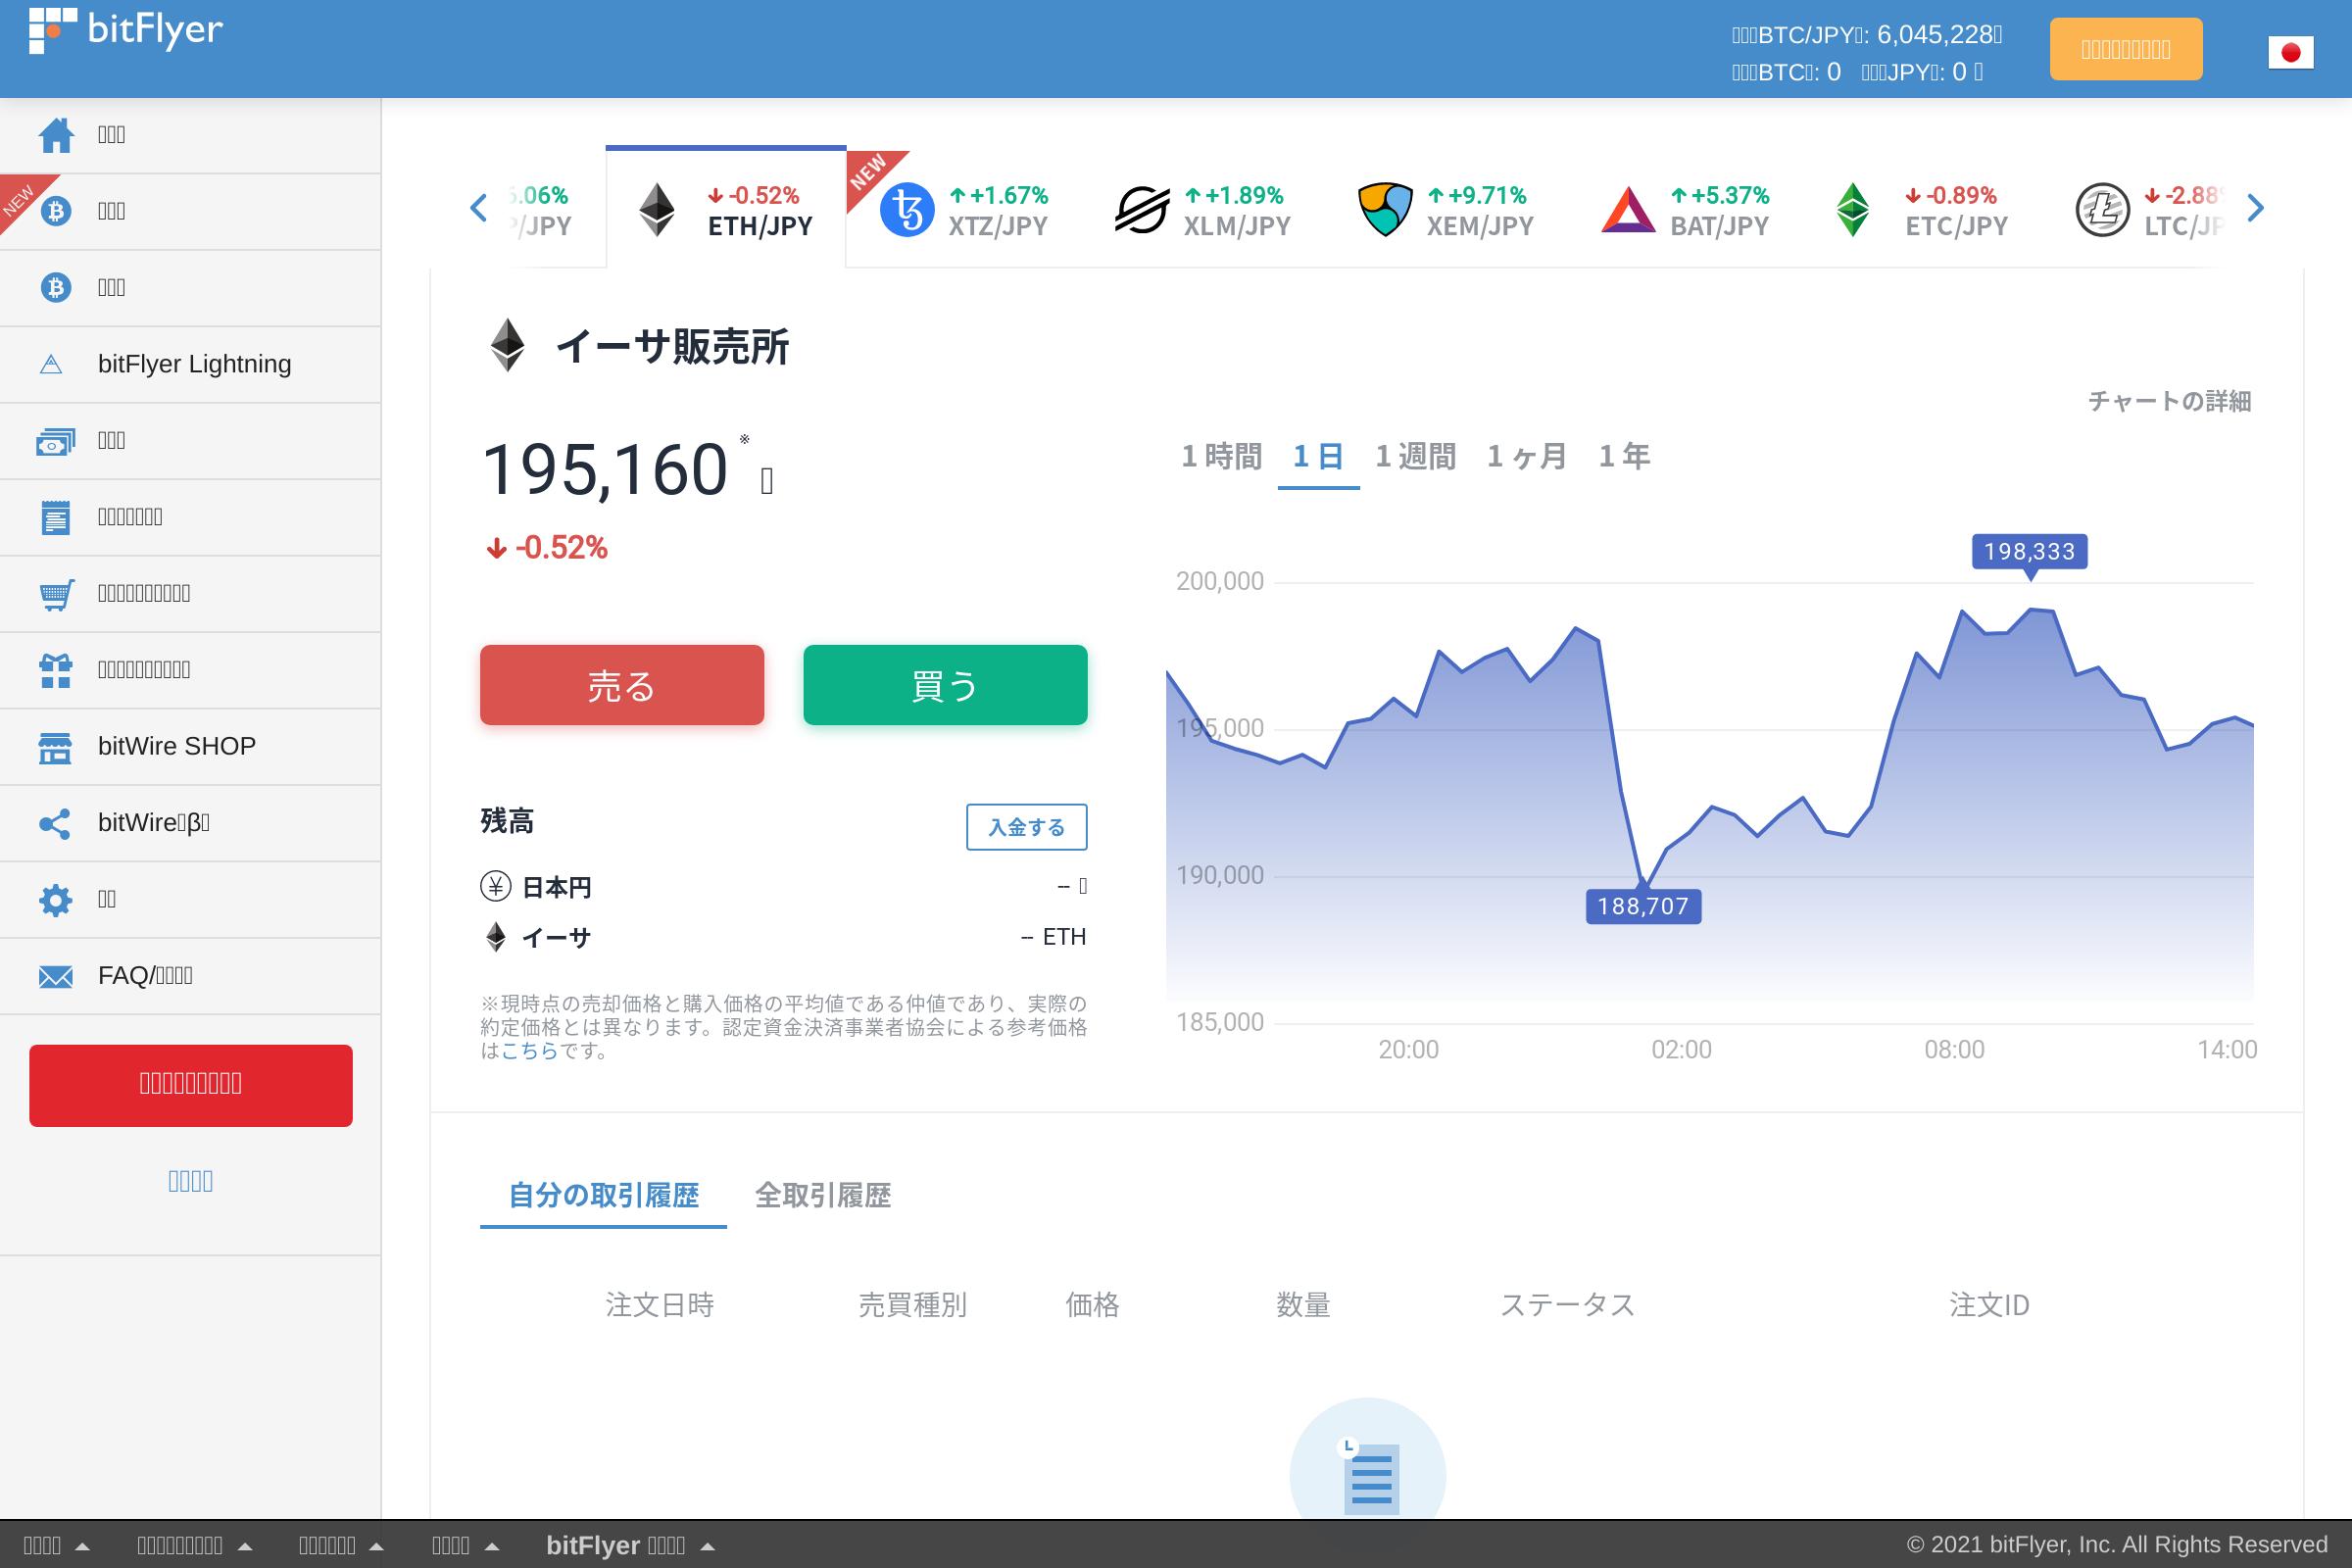 bitFlyer
BTC/JPY : 6,045,228
BTC : 0 JPY : 0
NEW
bitFlyer Lightning
bitWire SHOP
bitWire β
FAQ/
6.06%
P/JPY
-0.52%
ETH/JPY
NEW
+1.67%
XTZ/JPY
+1.89%
XLM/JPY
+9.71%
XEM/JPY
+5.37%
BAT/JPY
-0.89%
ETC/JPY
-2.88%
LTC/JP
イーサ販売所
チャートの詳細
195,160 ※
-0.52%
1 時間 1 日 1 週間 1 ヶ月 1 年
売る 買う
残高 入金する
日本円 --
イーサ -- ETH
※現時点の売却価格と購入価格の平均値である仲値であり、実際の
約定価格とは異なります。認定資金決済事業者協会による参考価格
はこちらです。
198,333
200,000
195,000
190,000
188,707
185,000
20:00 02:00 08:00 14:00
自分の取引履歴 全取引履歴
注文日時 売買種別 価格 数量 ステータス 注文ID
bitFlyer
© 2021 bitFlyer, Inc. All Rights Reserved